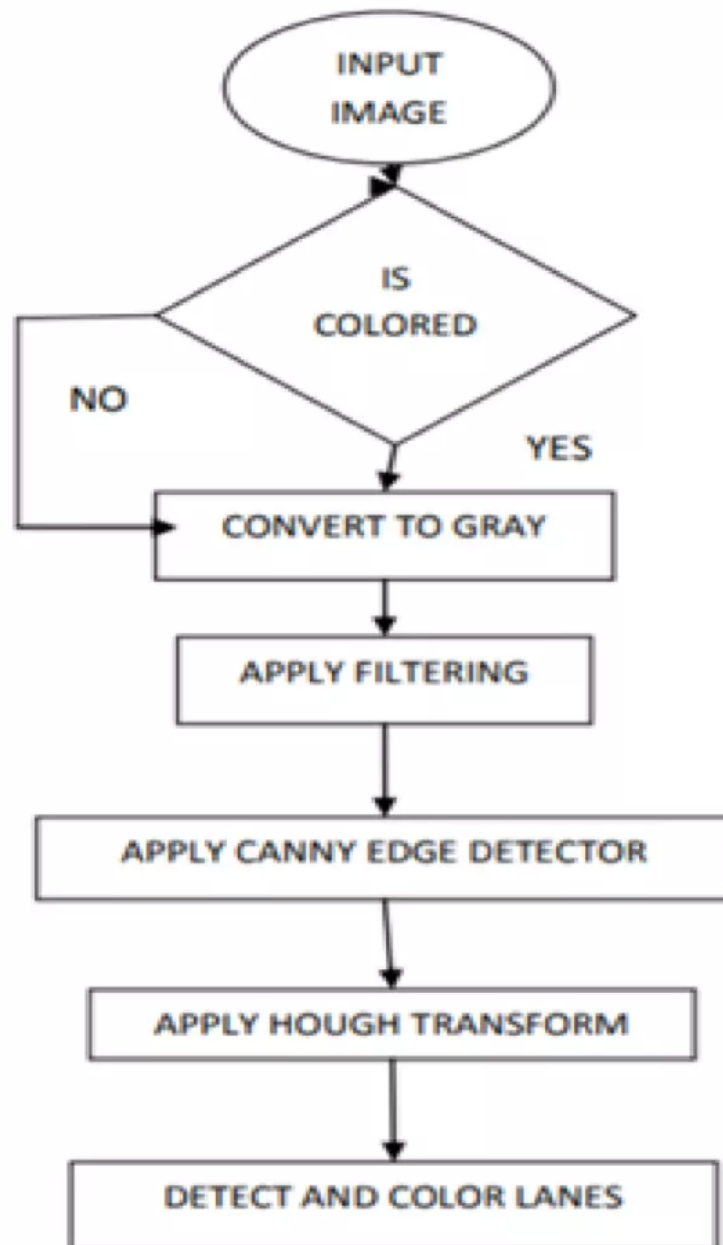 INPUT
IMAGE
IS
COLORED
NO
YES
CONVERT TO GRAY
APPLY FILTERING
APPLY CANNY EDGE DETECTOR
APPLY HOUGH TRANSFORM
DETECT AND COLOR LANES